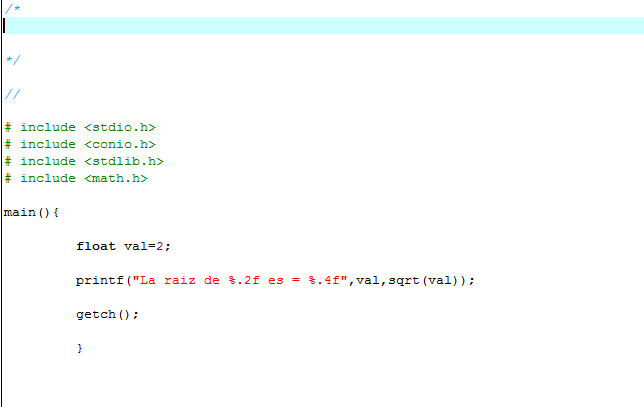 /*
*/
//
# include <stdio.h>
# include <conio.h>
# include <stdlib.h>
# include <math.h>
main(){
float val=2;
printf("La raiz de %.2f es = %.4f",val,sqrt(val));
getch();
}